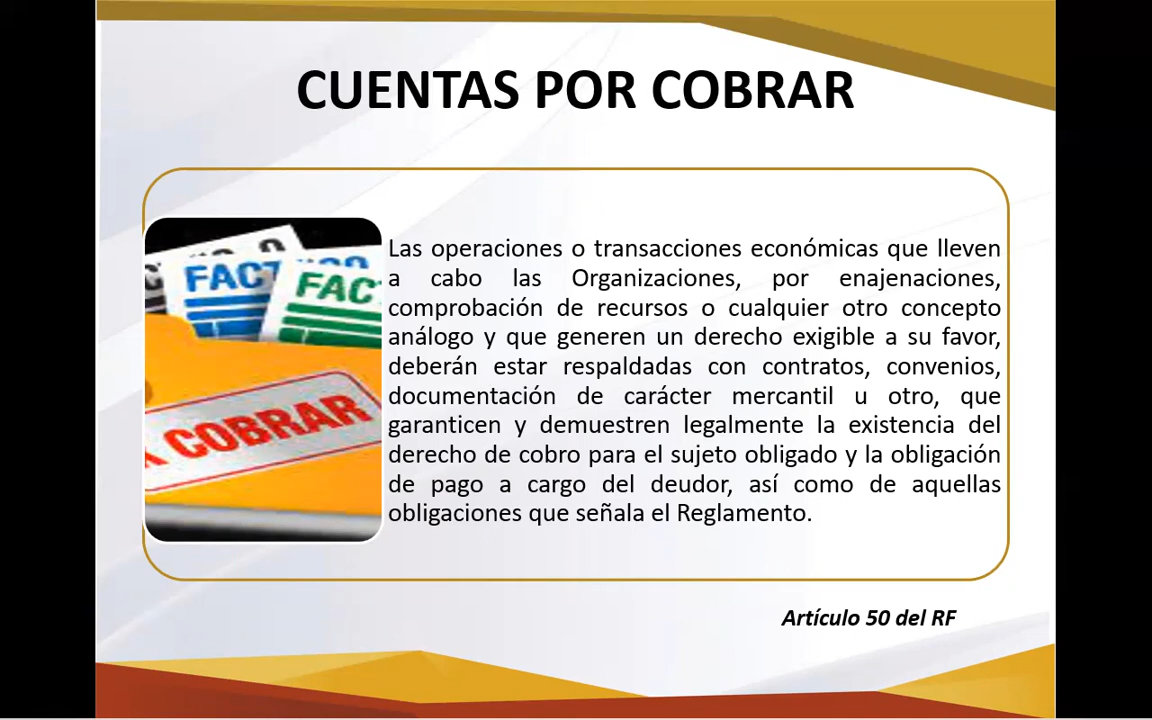 CUENTAS POR COBRAR
FACT
FAC
COBRAR
Las operaciones o transacciones económicas que lleven
a cabo las Organizaciones, por enajenaciones,
comprobación de recursos o cualquier otro concepto
análogo y que generen un derecho exigible a su favor,
deberán estar respaldadas con contratos, convenios,
documentación de carácter mercantil u otro, que
garanticen y demuestren legalmente la existencia del
derecho de cobro para el sujeto obligado y la obligación
de pago a cargo del deudor, así como de aquellas
obligaciones que señala el Reglamento.
Artículo 50 del RF